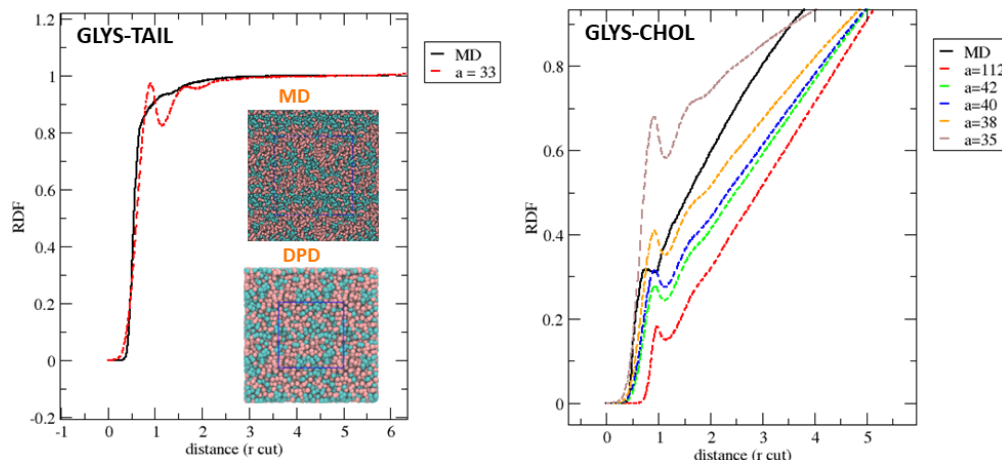 GLYS-TAIL
MD
a = 33
1.2
1
0.8
0.6
0.4
0.2
0
-0.2
RDF
MD
DPD
-1
0
1
2
3
4
5
6
distance (r cut)
GLYS-CHOL
MD
a=112
a=42
a=40
a=38
a=35
0.8
0.6
0.4
0.2
0
RDF
0
1
2
3
4
5
distance (r cut)